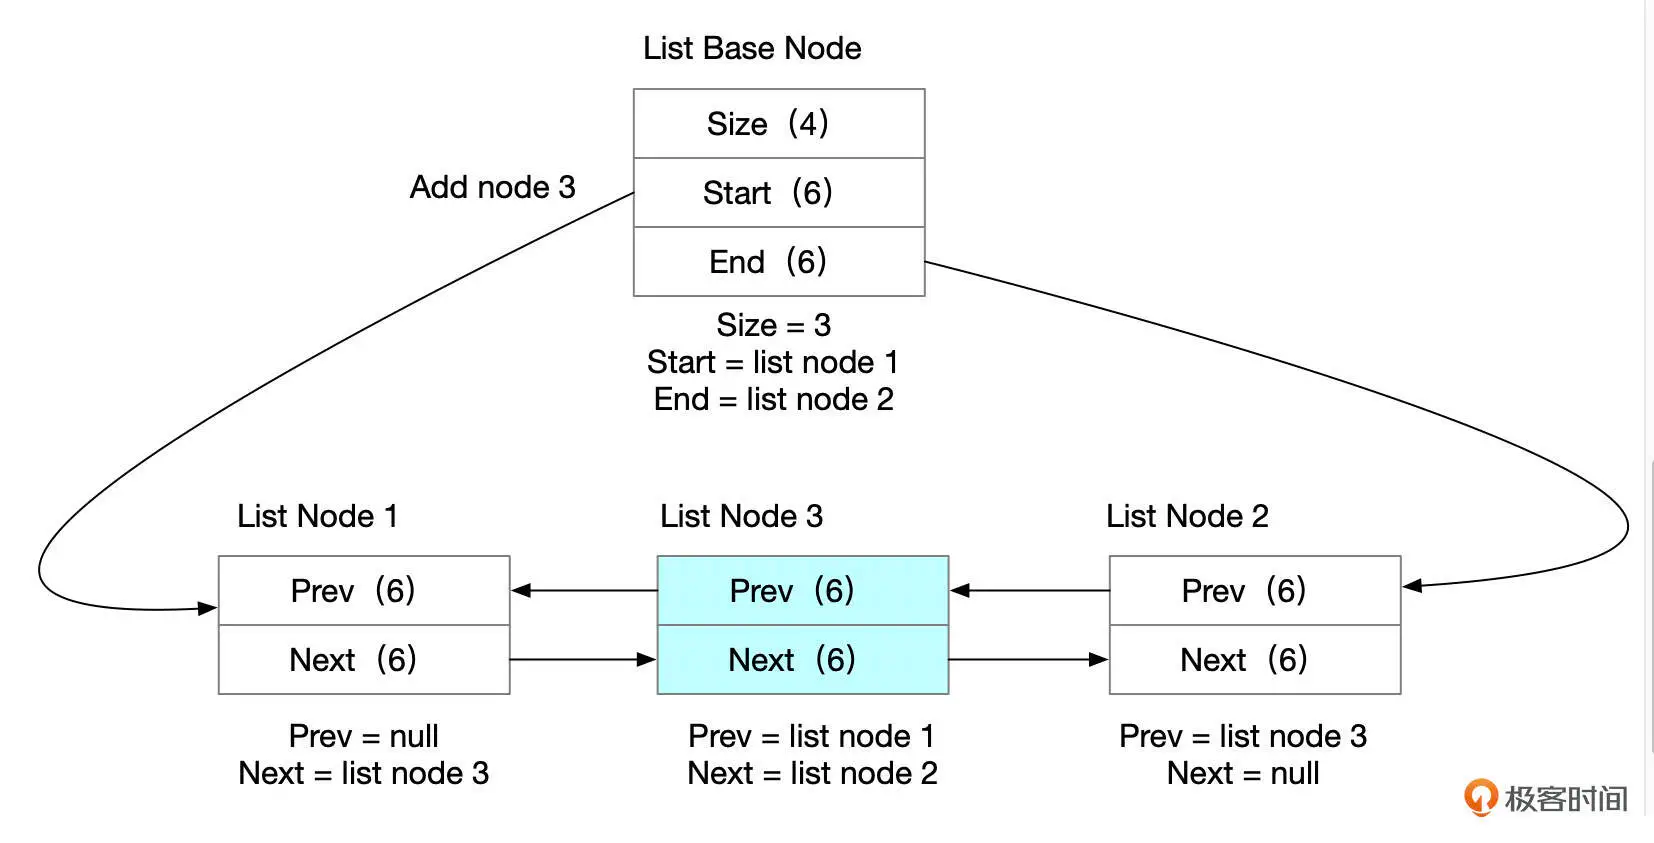 List Base Node
Size（4）
Add node 3
Start（6）
End（6）
Size = 3
Start = list node 1
End = list node 2
List Node 1
List Node 3
List Node 2
Prev（6）
Prev（6）
Prev（6）
Next（6）
Next（6）
Next（6）
Prev = null
Prev = list node 1
Prev = list node 3
Next = list node 3
Next = list node 2
Next = null
极客时间